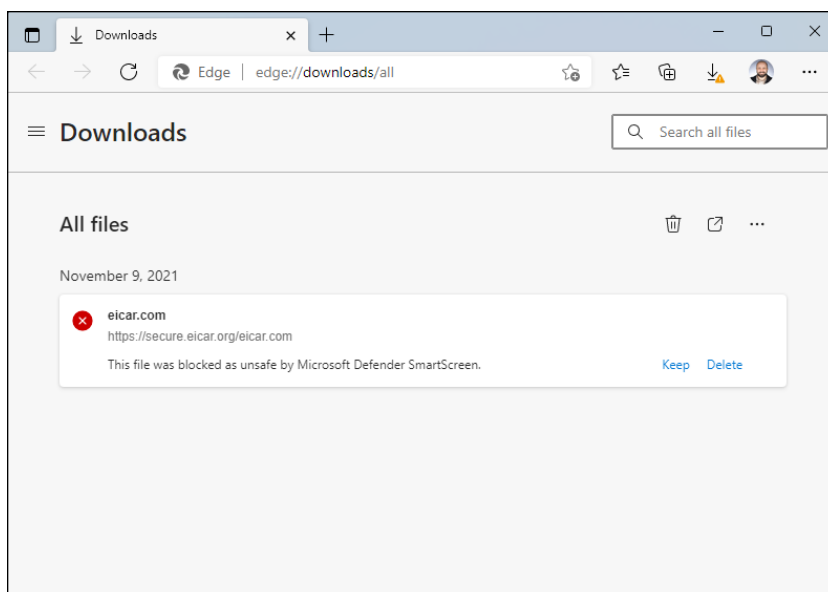 Downloads
Edge edge://downloads/all
Downloads
Search all files
All files
November 9, 2021
eicar.com
https://secure.eicar.org/eicar.com
This file was blocked as unsafe by Microsoft Defender SmartScreen. Keep Delete